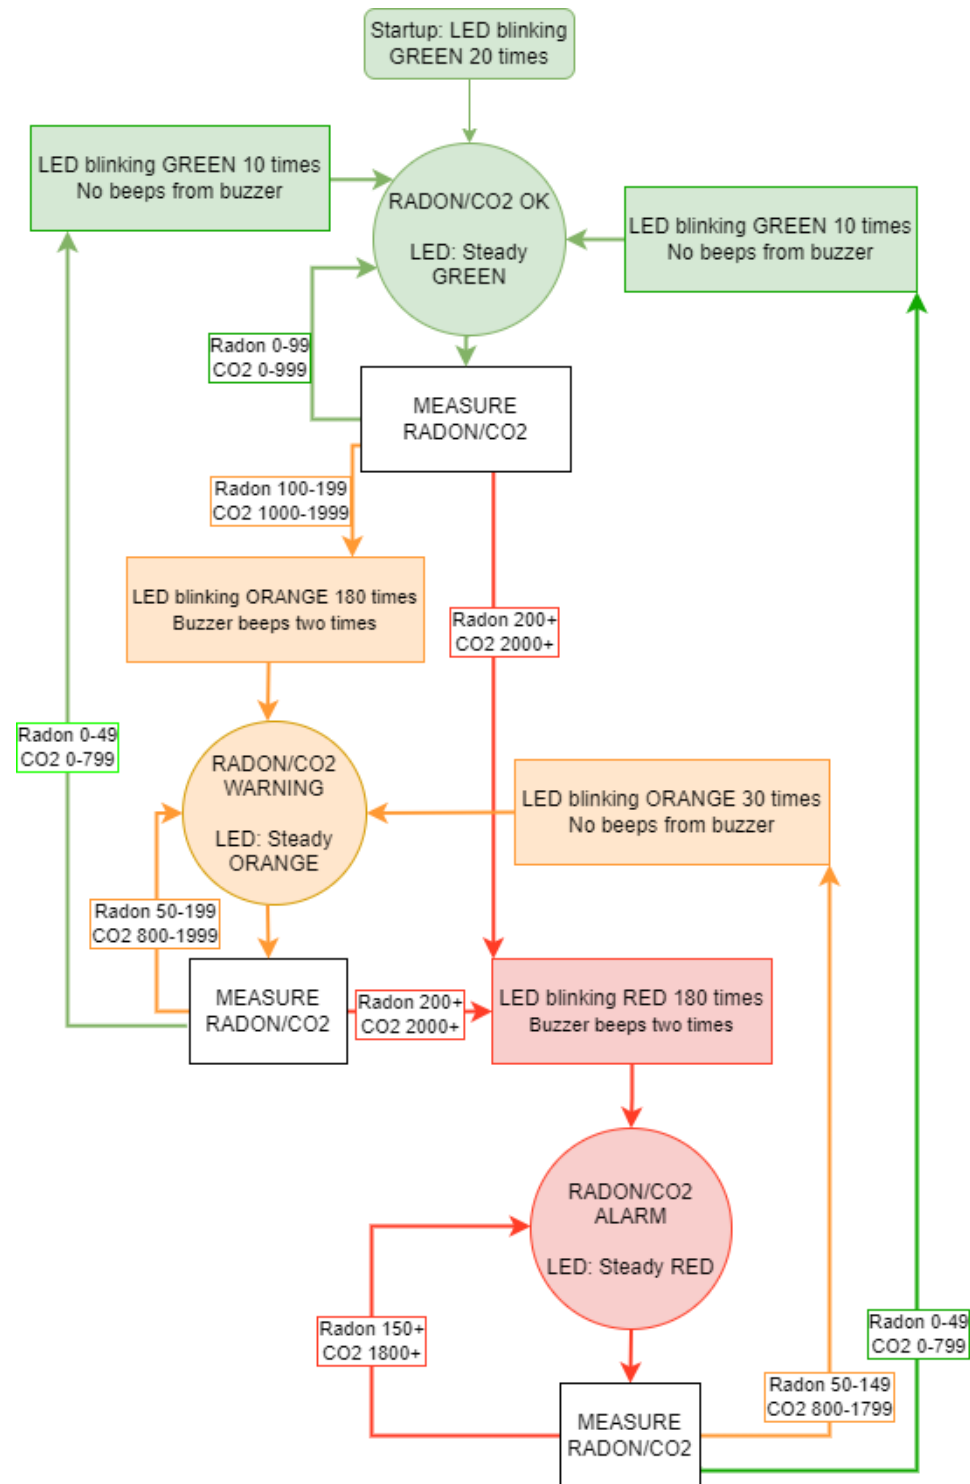 Startup: LED blinking
GREEN 20 times
LED blinking GREEN 10 times
No beeps from buzzer
RADON/CO2 OK
LED: Steady
GREEN
LED blinking GREEN 10 times
No beeps from buzzer
Radon 0-99
CO2 0-999
MEASURE
RADON/CO2
Radon 100-199
CO2 1000-1999
LED blinking ORANGE 180 times
Buzzer beeps two times
Radon 200+
CO2 2000+
Radon 0-49
CO2 0-799
RADON/CO2
WARNING
LED: Steady
ORANGE
LED blinking ORANGE 30 times
No beeps from buzzer
Radon 50-199
CO2 800-1999
MEASURE
RADON/CO2
Radon 200+
CO2 2000+
LED blinking RED 180 times
Buzzer beeps two times
RADON/CO2
ALARM
LED: Steady RED
Radon 150+
CO2 1800+
Radon 0-49
CO2 0-799
Radon 50-149
CO2 800-1799
MEASURE
RADON/CO2